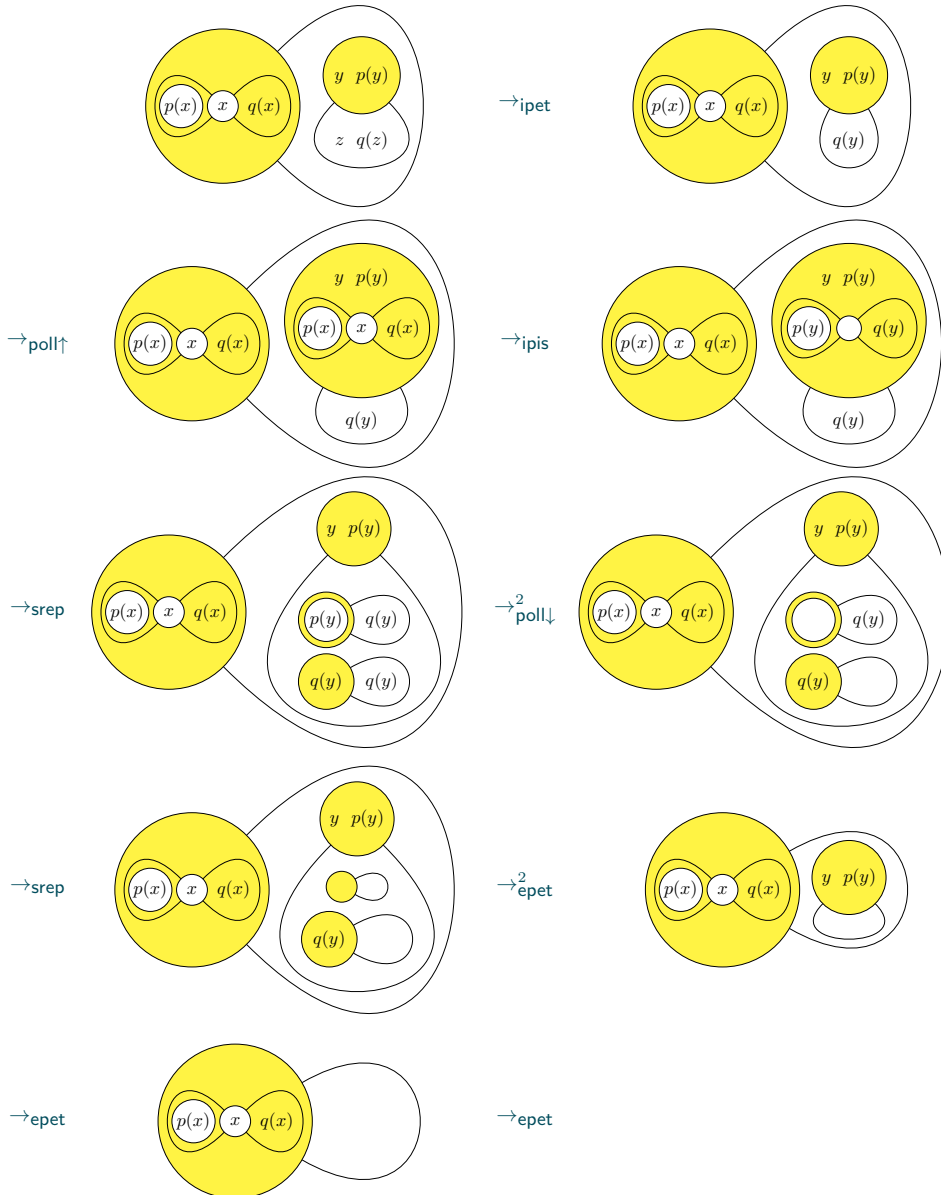 p(x) x q(x) y p(y) z q(z) →ipet p(x) x q(x) y p(y) q(y)
→poll↑ p(x) x q(x) y p(y) p(x) x q(x) q(y) →ipis p(x) x q(x) y p(y) p(y) q(y) q(y)
→srep p(x) x q(x) y p(y) p(y) q(y) q(y) q(y) →²poll↓ p(x) x q(x) y p(y) q(y) q(y)
→srep p(x) x q(x) y p(y) q(y) →²epet p(x) x q(x) y p(y)
→epet p(x) x q(x) →epet